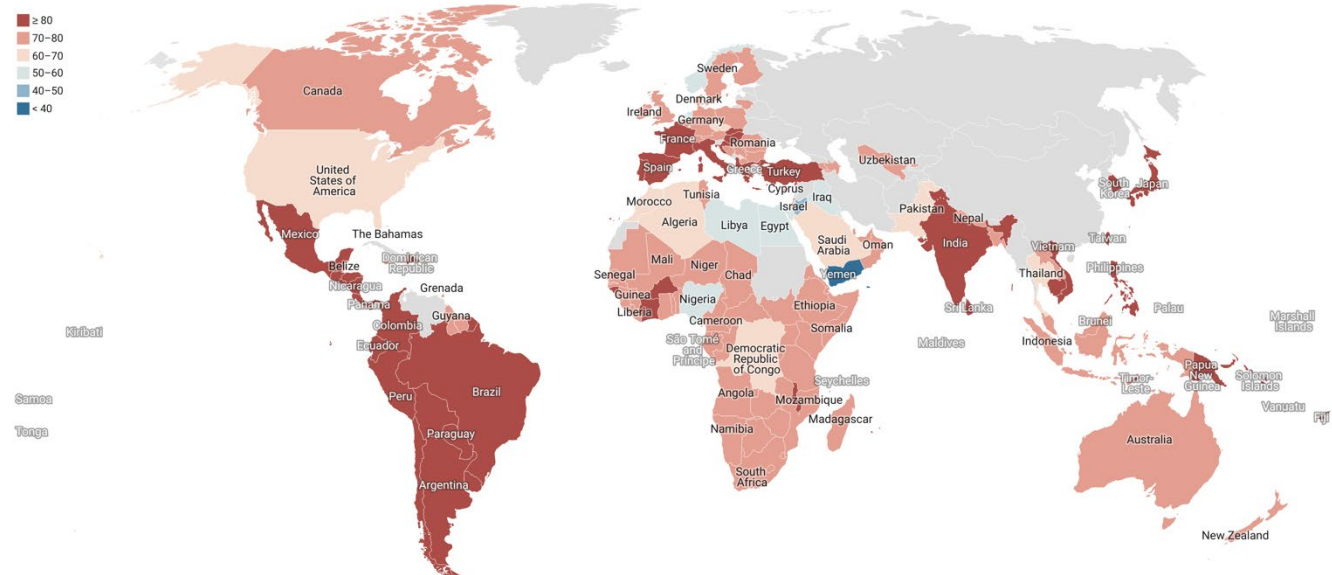 ≥ 80
70–80
60–70
50–60
40–50
< 40
Canada
United
States of
America
Mexico
The Bahamas
Belize
Dominican
Republic
Nicaragua
Grenada
Panama
Guyana
Colombia
Ecuador
Peru
Brazil
Paraguay
Argentina
Kiribati
Samoa
Tonga
Sweden
Denmark
Ireland
Germany
France
Romania
Spain
Greece
Turkey
Uzbekistan
Cyprus
Tunisia
Morocco
Israel
Iraq
Algeria
Libya
Egypt
Pakistan
Nepal
Saudi
Arabia
Oman
India
Yemen
Mali
Niger
Chad
Senegal
Guinea
Nigeria
Liberia
Cameroon
Ethiopia
Somalia
São Tomé
and
Príncipe
Democratic
Republic
of Congo
Seychelles
Angola
Mozambique
Madagascar
Namibia
South
Africa
Maldives
Sri Lanka
South
Korea
Japan
Taiwan
Vietnam
Thailand
Philippines
Palau
Brunei
Indonesia
Marshall
Islands
Papua
New
Guinea
Timor-
Leste
Solomon
Islands
Vanuatu
Fiji
Australia
New Zealand